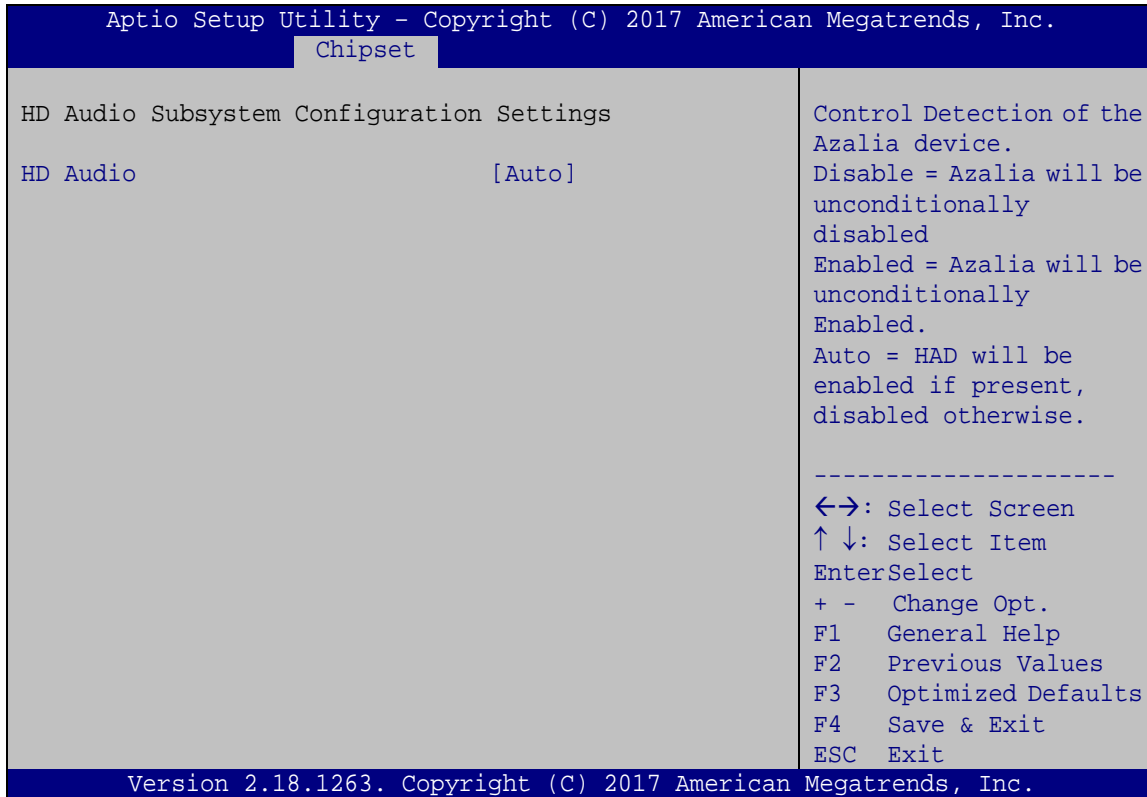 Aptio Setup Utility – Copyright (C) 2017 American Megatrends, Inc.
Chipset
HD Audio Subsystem Configuration Settings
HD Audio [Auto]
Control Detection of the
Azalia device.
Disable = Azalia will be
unconditionally
disabled
Enabled = Azalia will be
unconditionally
Enabled.
Auto = HAD will be
enabled if present,
disabled otherwise.
---------------------
←→: Select Screen
↑ ↓: Select Item
EnterSelect
+ - Change Opt.
F1 General Help
F2 Previous Values
F3 Optimized Defaults
F4 Save & Exit
ESC Exit
Version 2.18.1263. Copyright (C) 2017 American Megatrends, Inc.